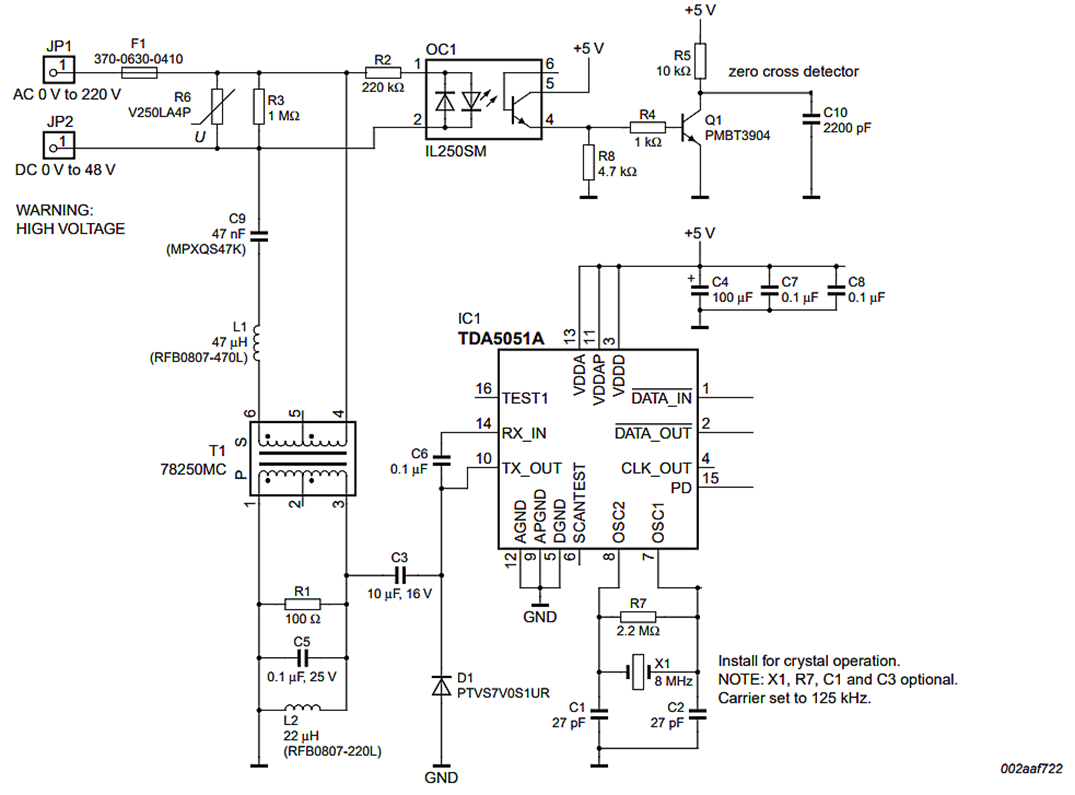 JP1
1
AC 0 V to 220 V
F1
370-0630-0410
R6
V250LA4P
U
R3
1 MΩ
JP2
1
DC 0 V to 48 V
WARNING:
HIGH VOLTAGE
R2
220 kΩ
OC1
1
2
6
5
4
IL250SM
+5 V
R8
4.7 kΩ
R4
1 kΩ
+5 V
R5
10 kΩ
zero cross detector
Q1
PMBT3904
C10
2200 pF
C9
47 nF
(MPXQS47K)
L1
47 μH
(RFB0807-470L)
6
5
4
T1
78250MC
S
P
1
2
3
R1
100 Ω
C5
0.1 μF, 25 V
L2
22 μH
(RFB0807-220L)
C3
10 μF, 16 V
C6
0.1 μF
D1
PTVS7V0S1UR
GND
+5 V
+
C4
100 μF
C7
0.1 μF
C8
0.1 μF
IC1
TDA5051A
13
11
3
VDDA
VDDAP
VDDD
16
TEST1
14
RX_IN
10
TX_OUT
DATA_IN
1
DATA_OUT
2
CLK_OUT
4
PD
15
AGND
APGND
DGND
SCANTEST
OSC2
OSC1
12
9
5
6
8
7
GND
R7
2.2 MΩ
X1
8 MHz
C1
27 pF
C2
27 pF
Install for crystal operation.
NOTE: X1, R7, C1 and C3 optional.
Carrier set to 125 kHz.
002aaf722